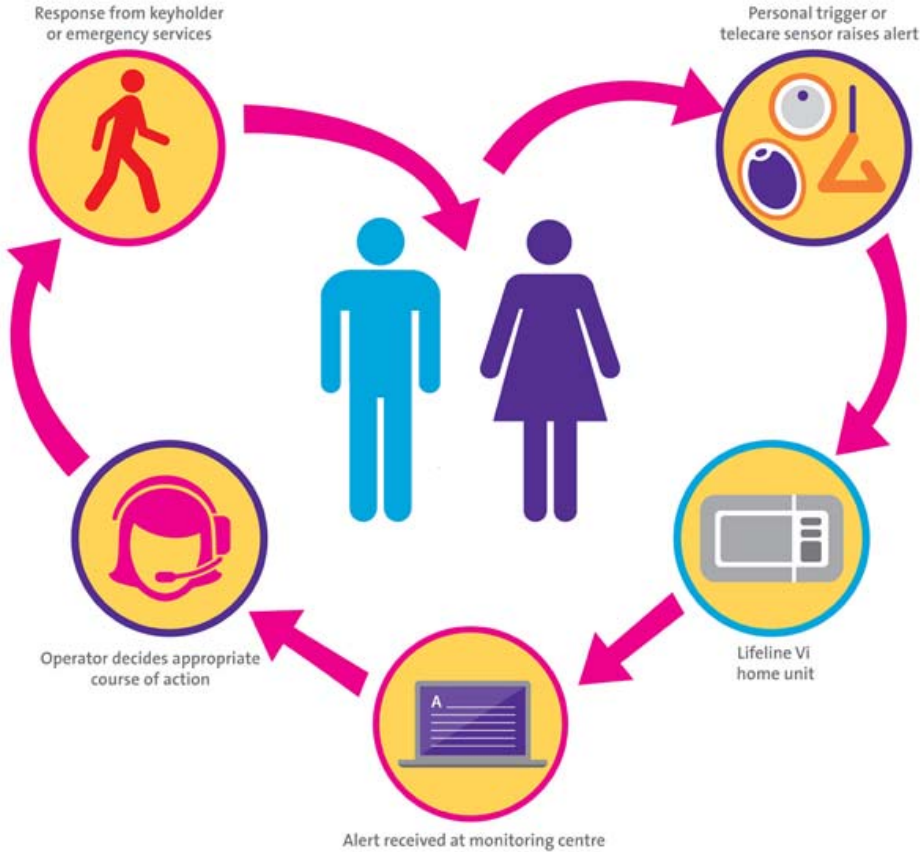 Response from keyholder
or emergency services
Personal trigger or
telecare sensor raises alert
Lifeline Vi
home unit
A
Alert received at monitoring centre
Operator decides appropriate
course of action